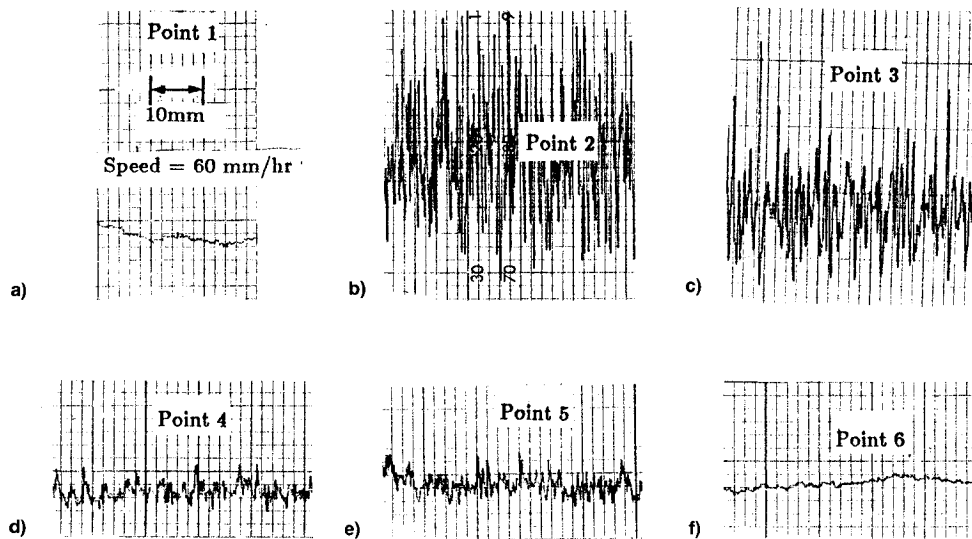 Point 1
10mm
Speed = 60 mm/hr
a)
Point 2
30
70
b)
Point 3
c)
Point 4
d)
Point 5
e)
Point 6
f)